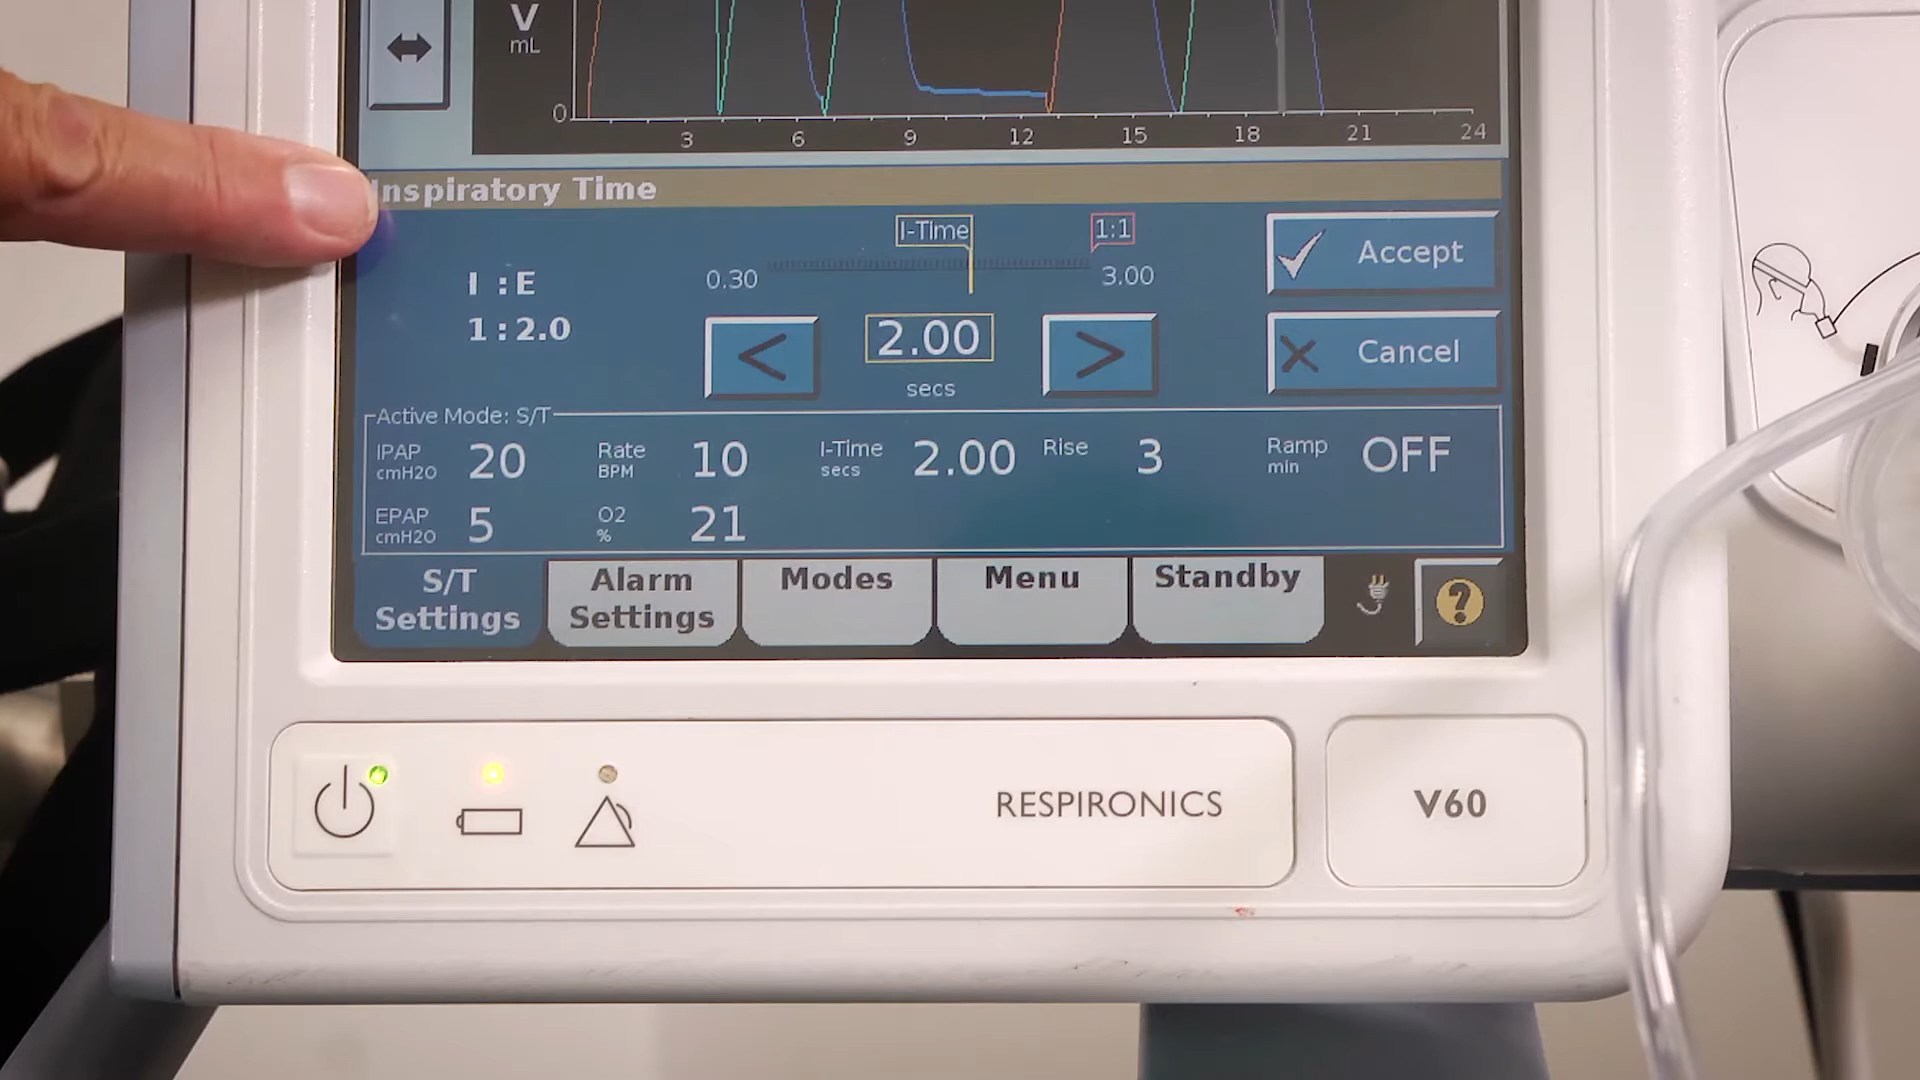 V
mL
0
3 6 9 12 15 18 21 24
Inspiratory Time
I-Time 1:1
0.30 3.00
I : E
1 : 2.0
< 2.00 >
secs
Accept
Cancel
Active Mode: S/T
IPAP cmH2O 20 Rate BPM 10 I-Time secs 2.00 Rise 3 Ramp min OFF
EPAP cmH2O 5 O2 % 21
S/T Settings
Alarm Settings
Modes
Menu
Standby
?
RESPIRONICS
V60